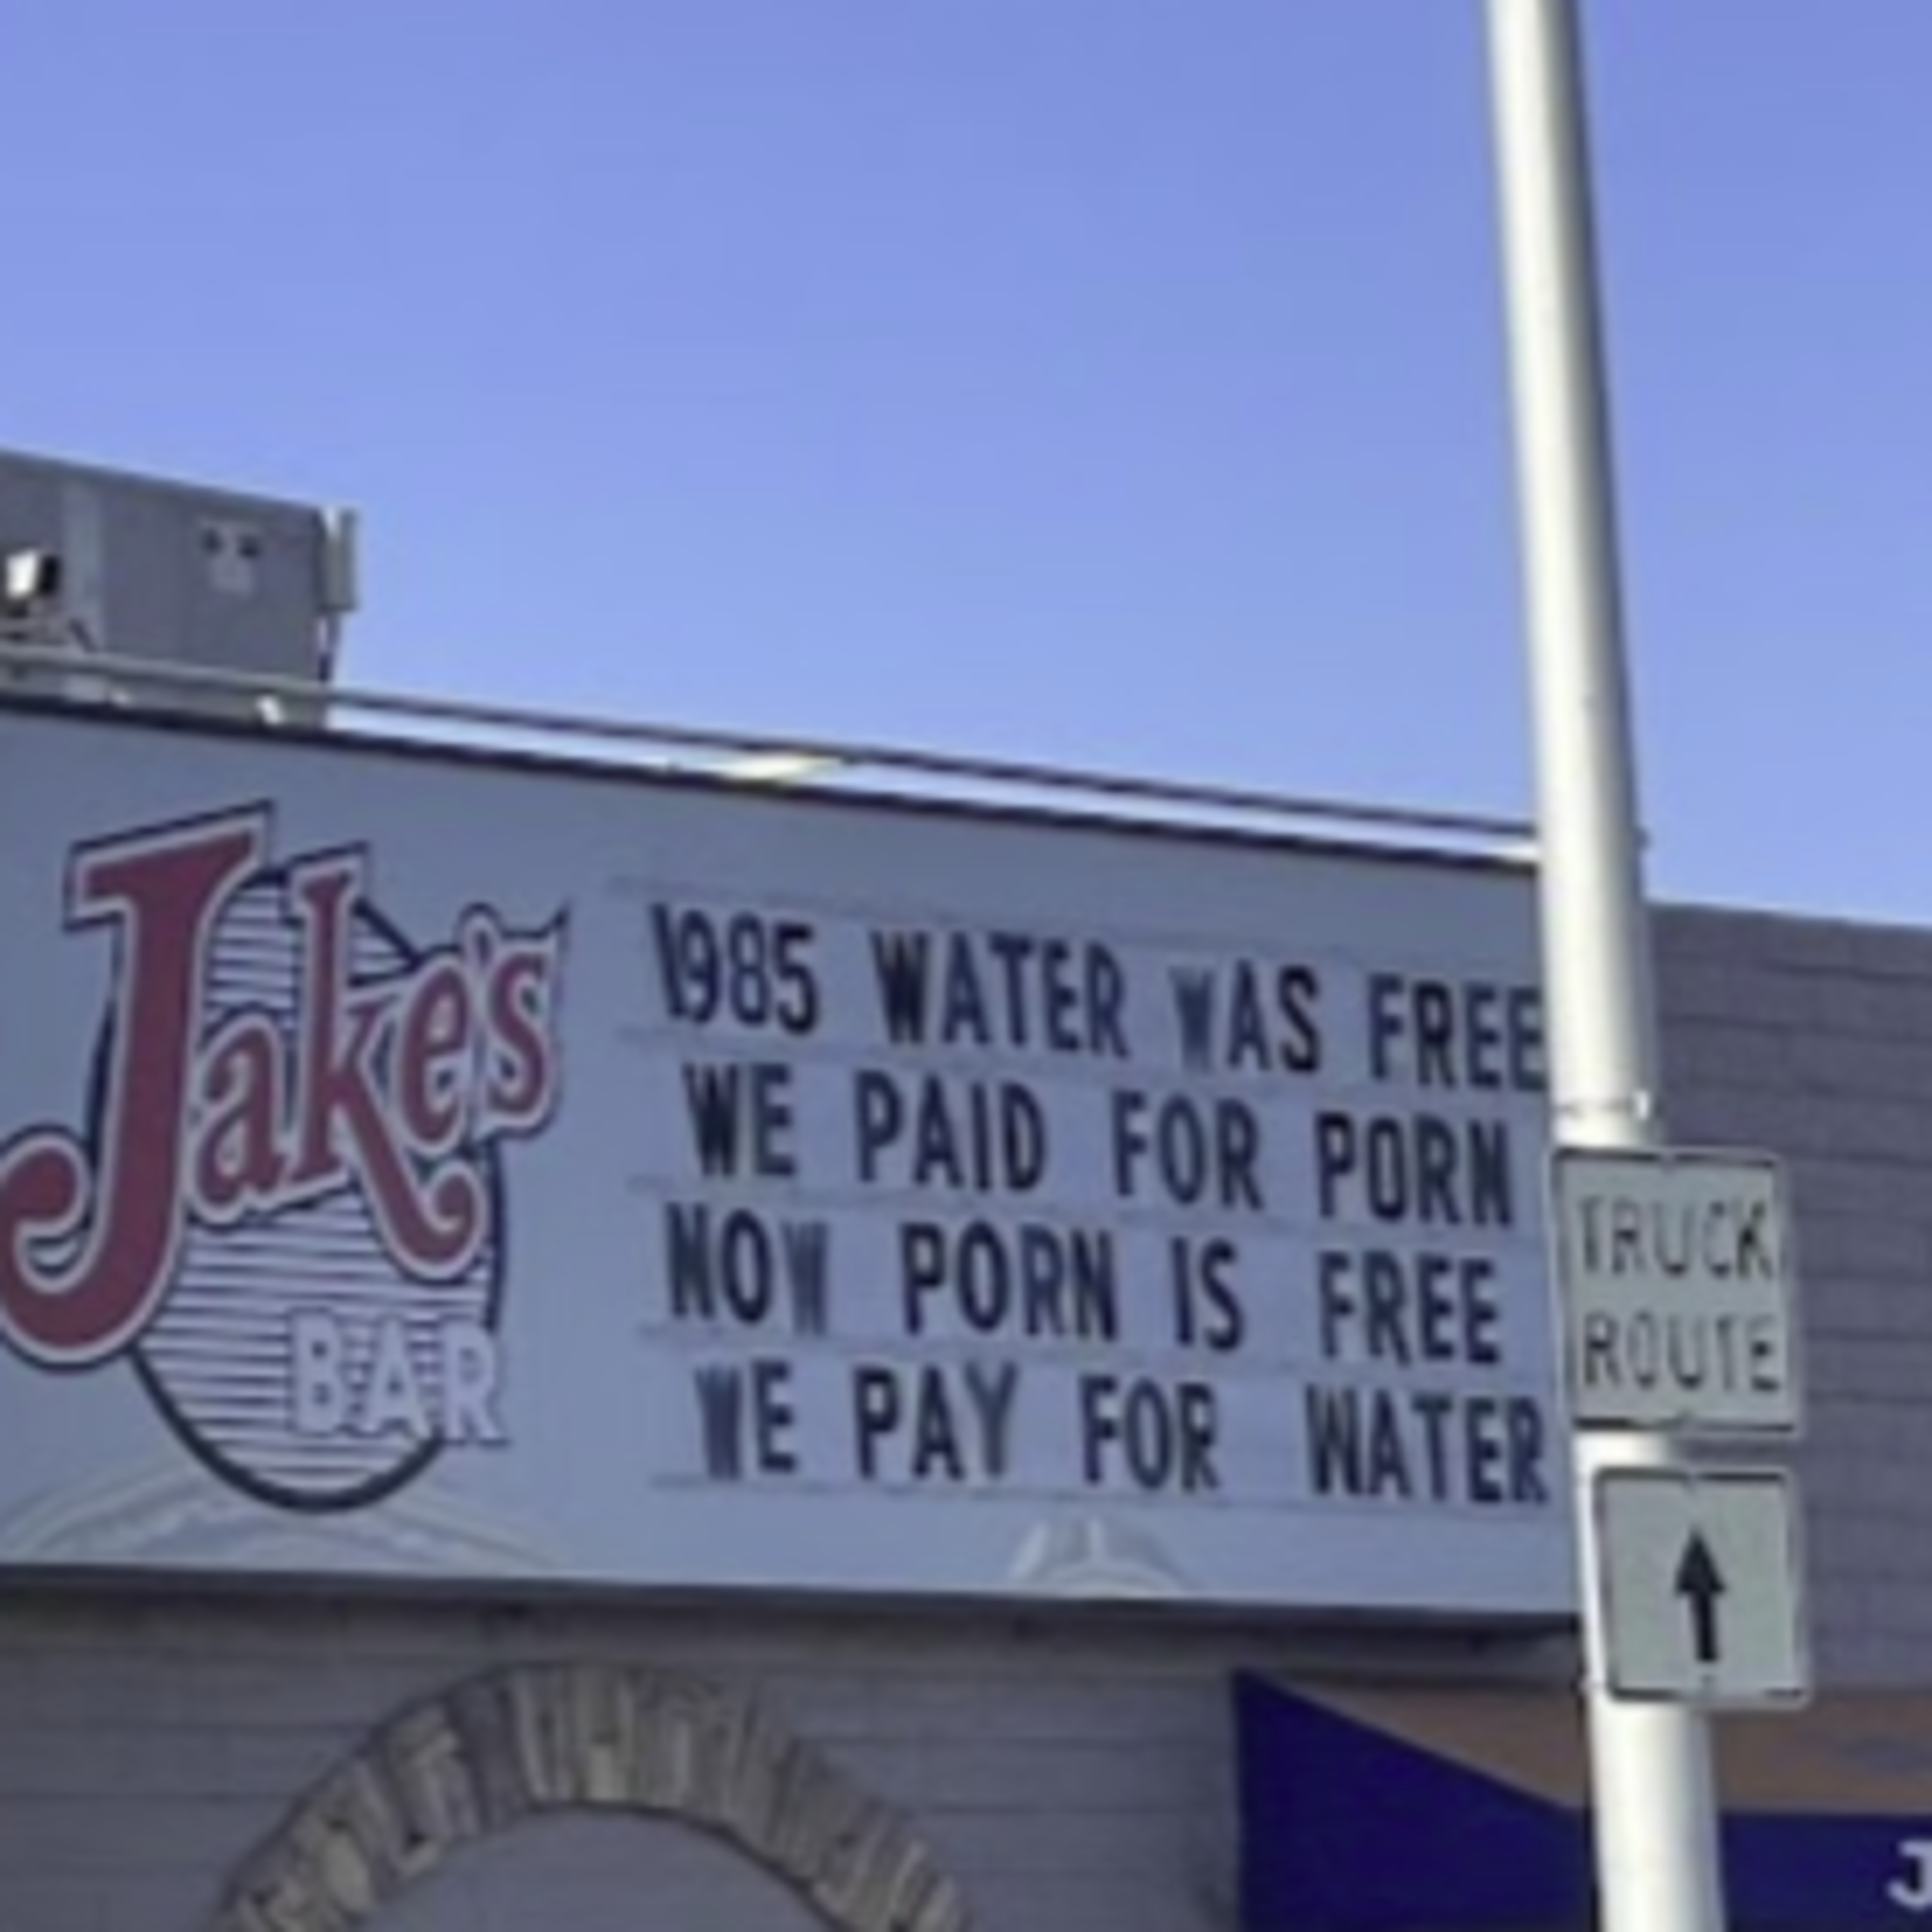 Jake's
BAR
1985 WATER WAS FREE
WE PAID FOR PORN
NOW PORN IS FREE
WE PAY FOR WATER
TRUCK
ROUTE
J